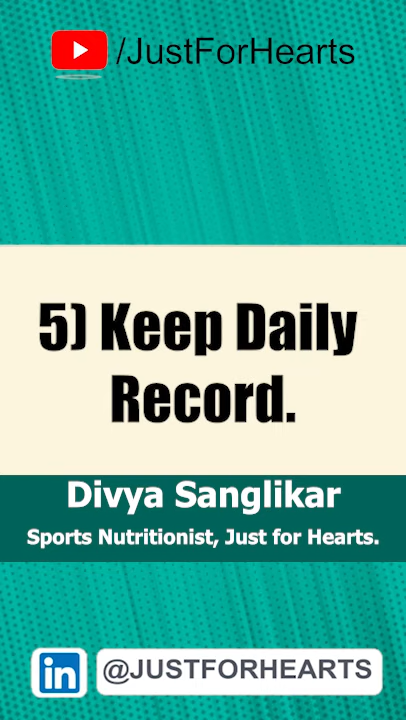 /JustForHearts
5) Keep Daily
Record.
Divya Sanglikar
Sports Nutritionist, Just for Hearts.
in @JUSTFORHEARTS